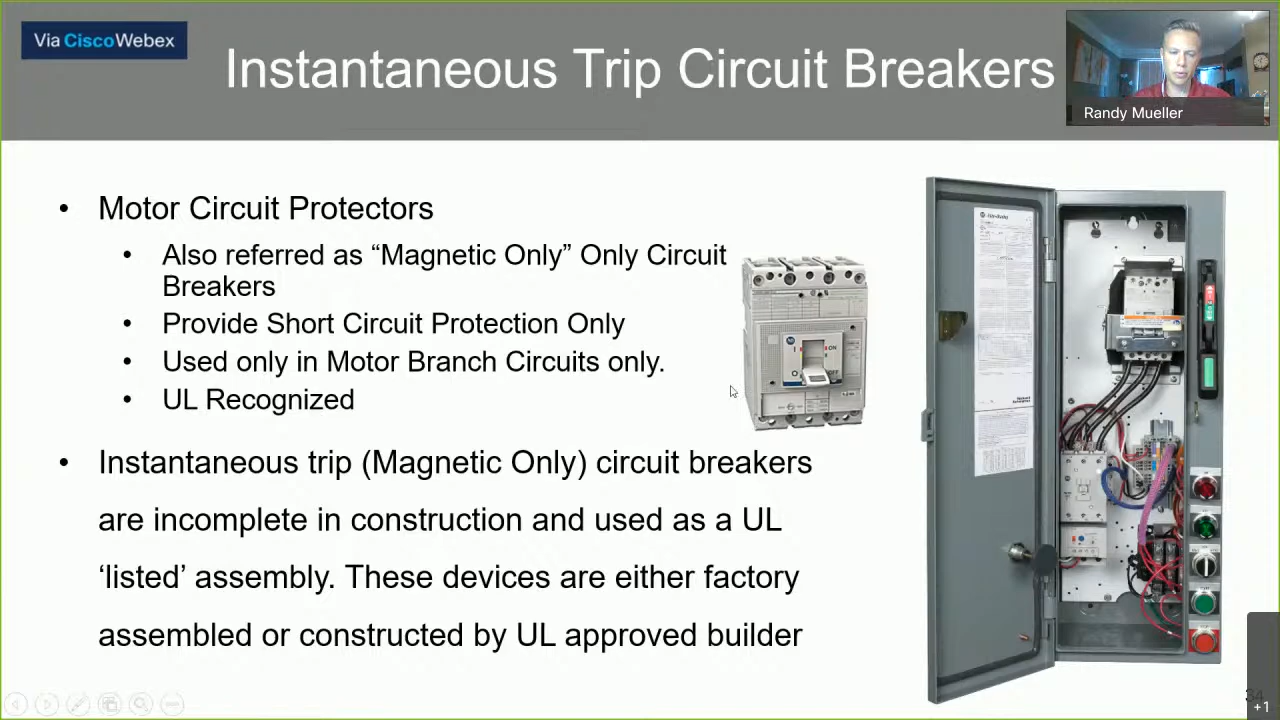 Via CiscoWebex
Instantaneous Trip Circuit Breakers
Randy Mueller
• Motor Circuit Protectors
• Also referred as “Magnetic Only” Only Circuit
Breakers
• Provide Short Circuit Protection Only
• Used only in Motor Branch Circuits only.
• UL Recognized
• Instantaneous trip (Magnetic Only) circuit breakers
are incomplete in construction and used as a UL
‘listed’ assembly. These devices are either factory
assembled or constructed by UL approved builder
ON
OFF
34
+1